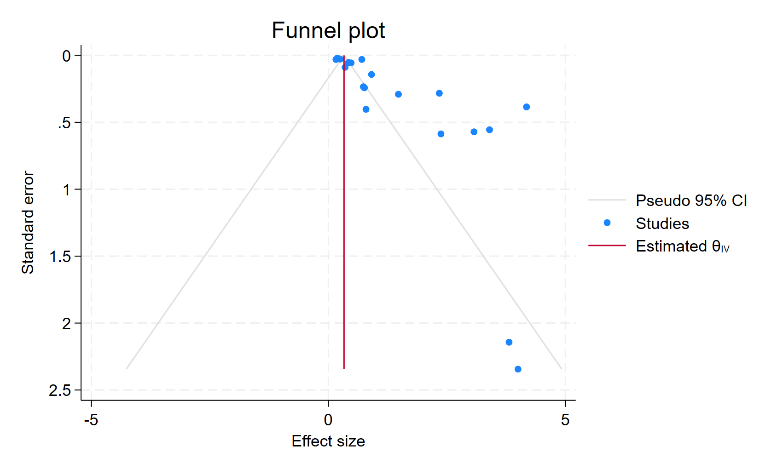 Funnel plot
0
.5
1
1.5
2
2.5
Standard error
-5
0
5
Effect size
Pseudo 95% CI
Studies
Estimated θIV